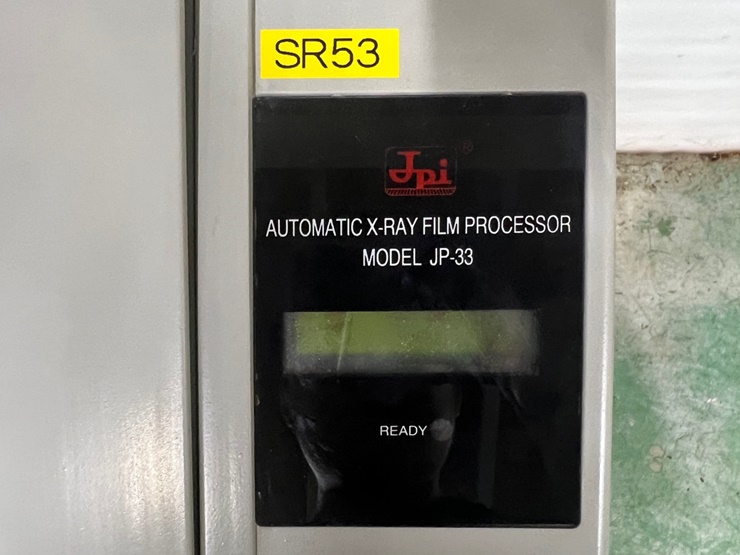 SR53
Jpi ®
AUTOMATIC X-RAY FILM PROCESSOR
MODEL JP-33
READY